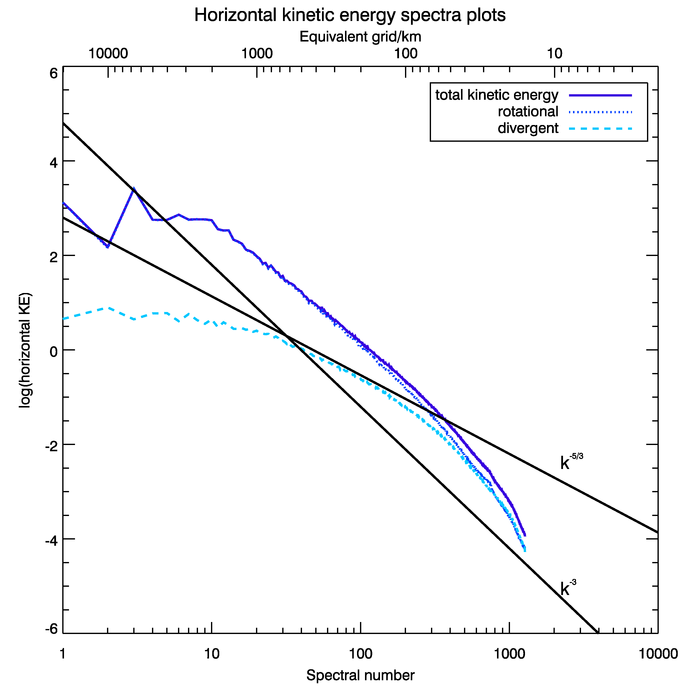 Horizontal kinetic energy spectra plots
Equivalent grid/km
10000 1000 100 10
6
total kinetic energy
rotational
divergent
4
2
0
-2
-4
-6
log(horizontal KE)
k-5/3
k-3
1 10 100 1000 10000
Spectral number